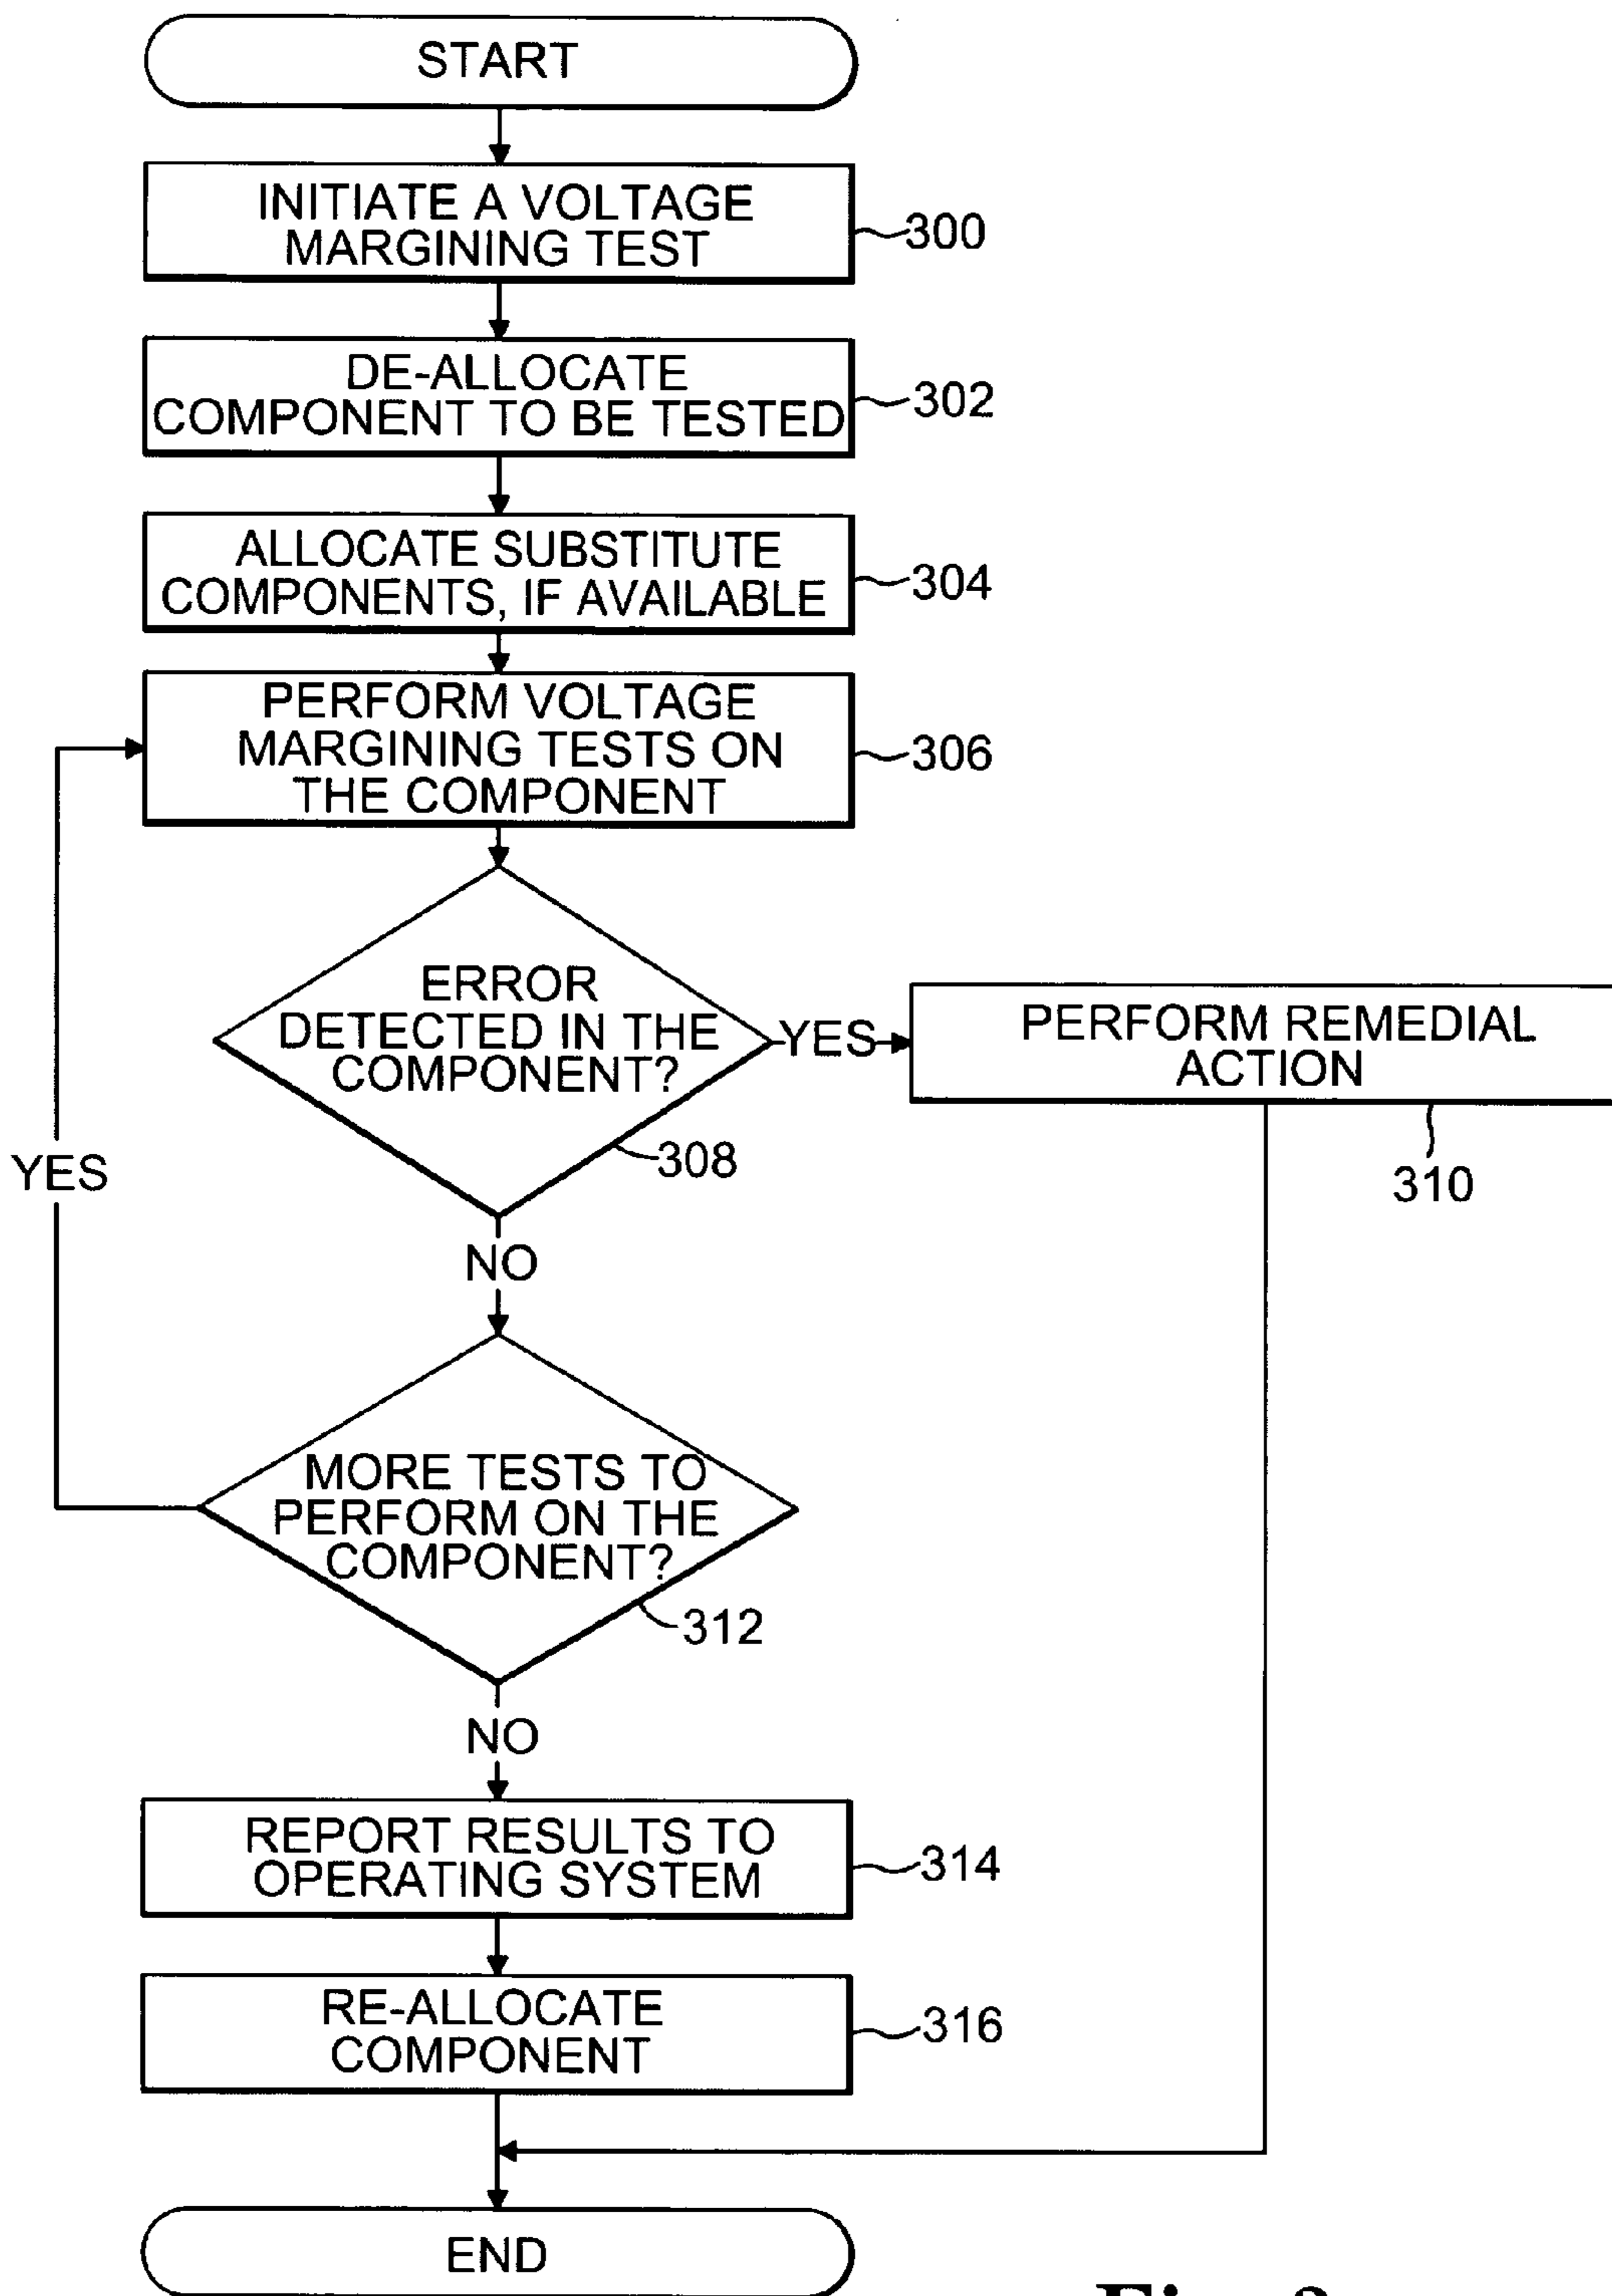 START
INITIATE A VOLTAGE
MARGINING TEST
300
DE-ALLOCATE
COMPONENT TO BE TESTED
302
ALLOCATE SUBSTITUTE
COMPONENTS, IF AVAILABLE
304
PERFORM VOLTAGE
MARGINING TESTS ON
THE COMPONENT
306
ERROR
DETECTED IN THE
COMPONENT?
308
YES
PERFORM REMEDIAL
ACTION
310
YES
NO
MORE TESTS TO
PERFORM ON THE
COMPONENT?
312
NO
REPORT RESULTS TO
OPERATING SYSTEM
314
RE-ALLOCATE
COMPONENT
316
END